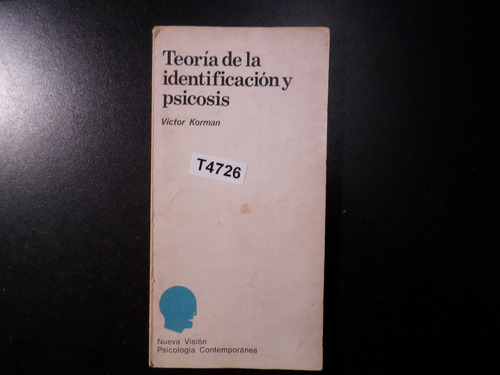 Teoría de la
identificación y
psicosis
Víctor Korman
T4726
Nueva Visión
Psicología Contemporánea